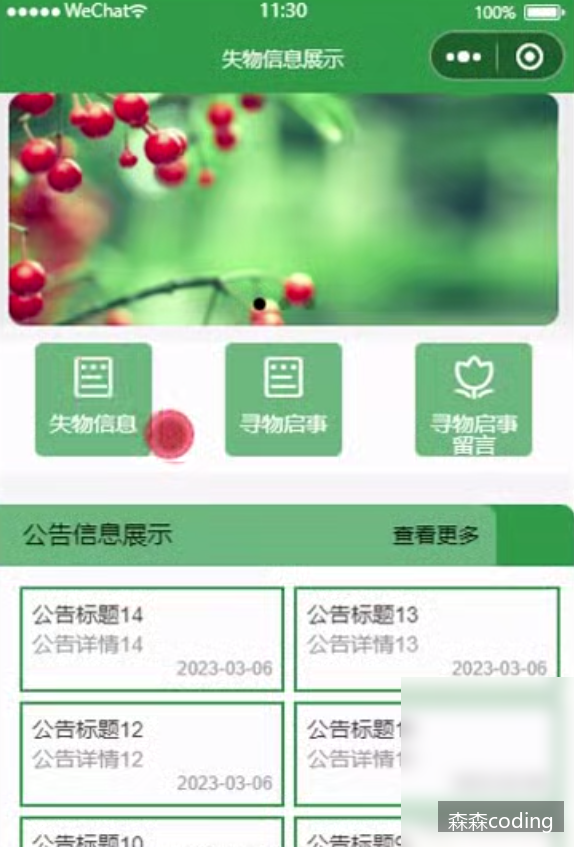 WeChat
11:30
100%
失物信息展示
失物信息
寻物启事
寻物启事
留言
公告信息展示
查看更多
公告标题14
公告详情14
2023-03-06
公告标题13
公告详情13
2023-03-06
公告标题12
公告详情12
2023-03-06
公告标题1
公告详情1
公告标题10
公告标题9
森森coding